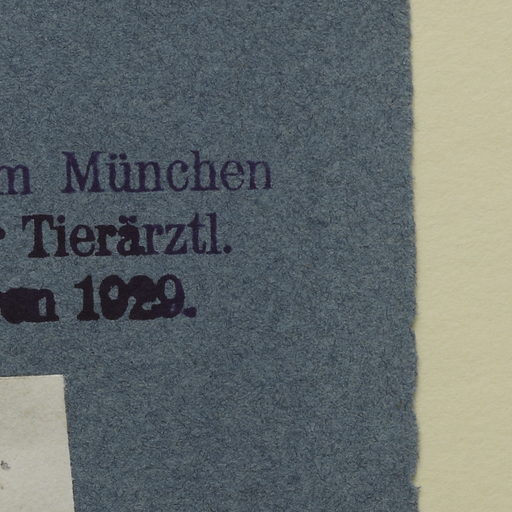 m München
Tierärztl.
1929.